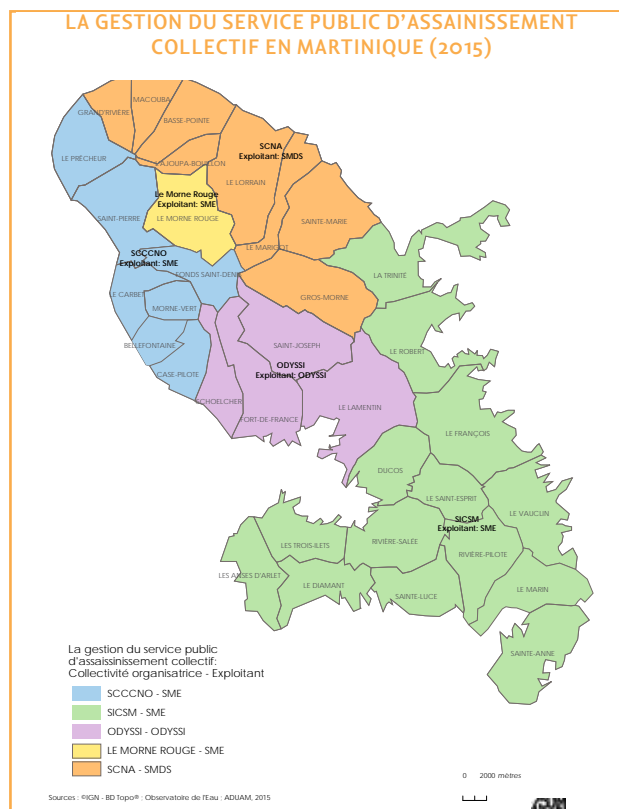 LA GESTION DU SERVICE PUBLIC D'ASSAINISSEMENT
COLLECTIF EN MARTINIQUE (2015)
MACOUBA
GRAND'RIVIÈRE
BASSE-POINTE
SCNA
Exploitant: SMDS
LE PRÊCHEUR
L'AJOUPA-BOUILLON
LE LORRAIN
Le Morne Rouge
Exploitant: SME
SAINT-PIERRE
LE MORNE ROUGE
SAINTE-MARIE
LE MARIGOT
SCCCNO
Exploitant: SME
FONDS SAINT-DENIS
LA TRINITÉ
LE CARBET
GROS-MORNE
MORNE-VERT
BELLEFONTAINE
SAINT-JOSEPH
LE ROBERT
ODYSSI
Exploitant: ODYSSI
CASE-PILOTE
SCHOELCHER
LE LAMENTIN
FORT-DE-FRANCE
LE FRANÇOIS
DUCOS
LE SAINT-ESPRIT
LE VAUCLIN
SICSM
Exploitant: SME
LES TROIS-ILETS
RIVIÈRE-SALÉE
RIVIÈRE-PILOTE
LES ANSES D'ARLET
LE DIAMANT
SAINTE-LUCE
LE MARIN
SAINTE-ANNE
La gestion du service public
d'assaissinissement collectif:
Collectivité organisatrice - Exploitant
SCCCNO - SME
SICSM - SME
ODYSSI - ODYSSI
LE MORNE ROUGE - SME
SCNA - SMDS
0 2000 mètres
Sources : ©IGN - BD Topo® ; Observatoire de l'Eau ; ADUAM, 2015